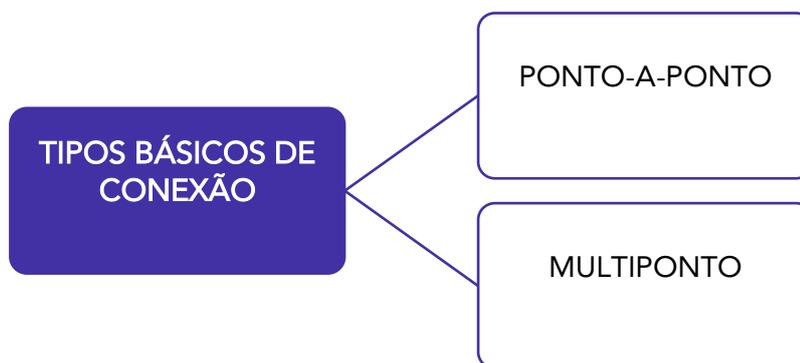 TIPOS BÁSICOS DE
CONEXÃO
PONTO-A-PONTO
MULTIPONTO